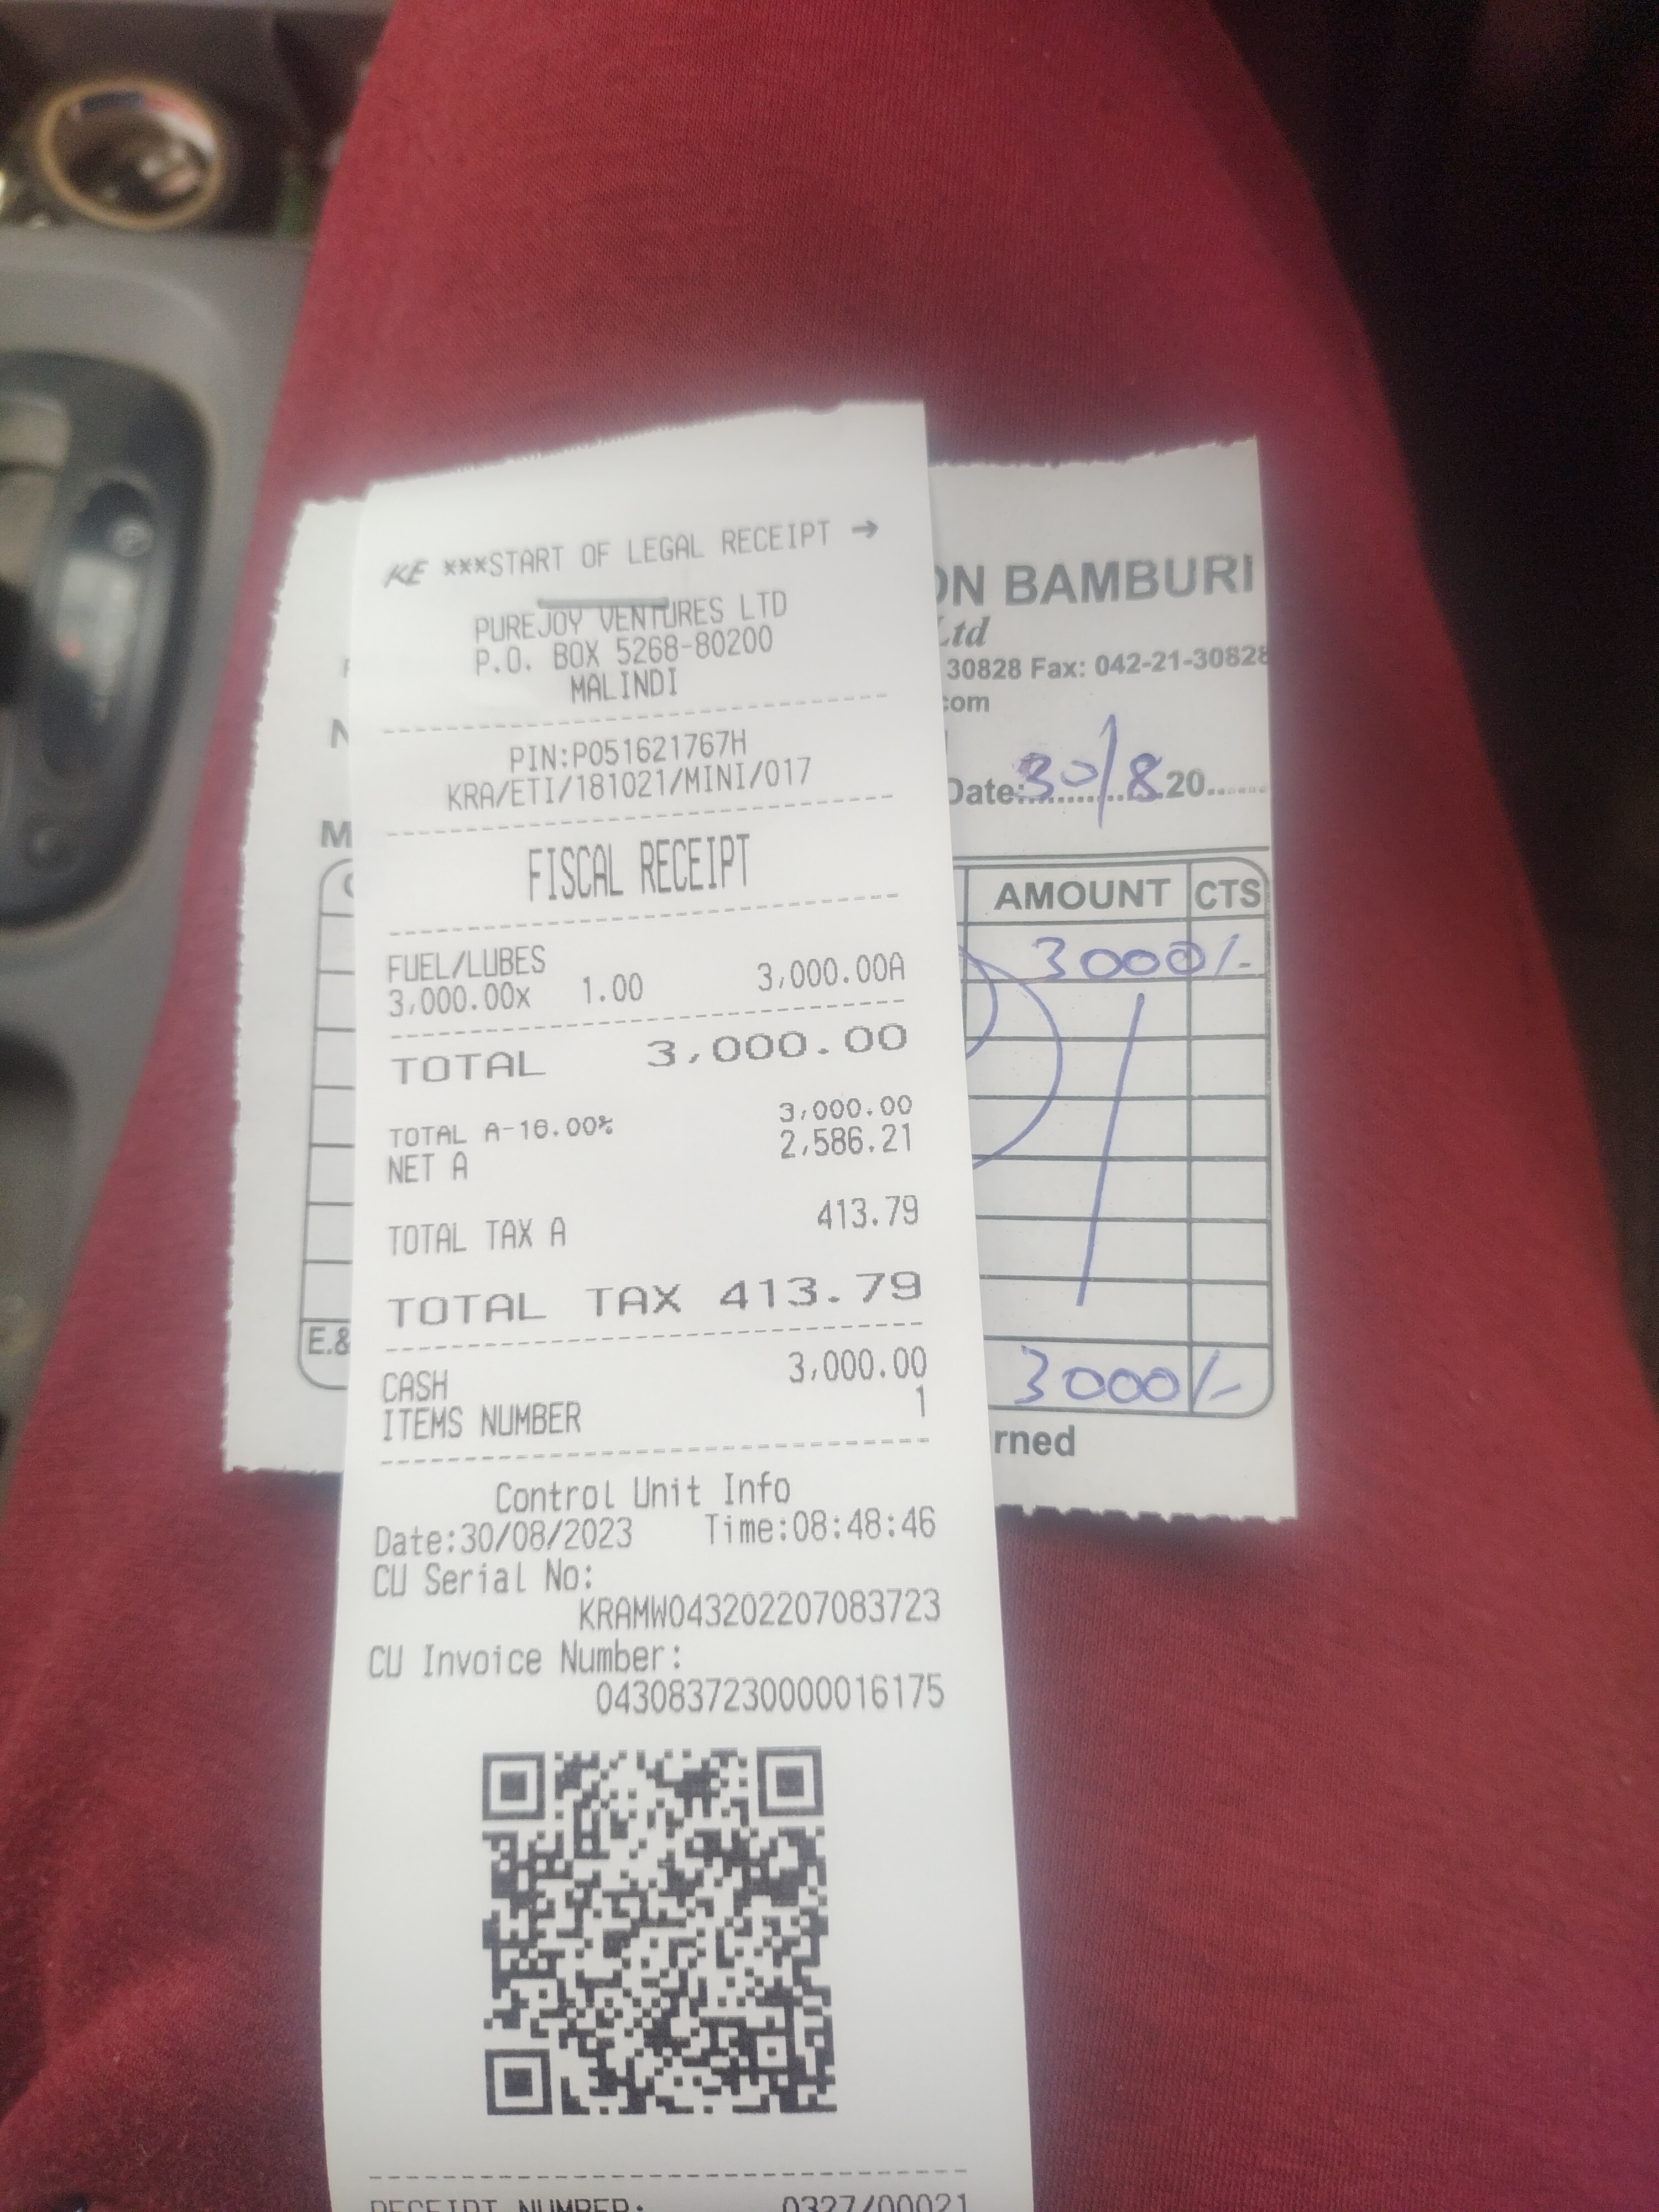 KE ***START OF LEGAL RECEIPT →
PUREJOY VENTURES LTD
P.O. BOX 5268-80200
MALINDI
PIN:P051621767H
KRA/ETI/181021/MINI/017
FISCAL RECEIPT
FUEL/LUBES
3,000.00x 1.00 3,000.00A
TOTAL 3,000.00
TOTAL A-16.00% 3,000.00
NET A 2,586.21
TOTAL TAX A 413.79
TOTAL TAX 413.79
CASH 3,000.00
ITEMS NUMBER 1
Control Unit Info
Date:30/08/2023 Time:08:48:46
CU Serial No:
KRAMW043202207083723
CU Invoice Number:
0430837230000016175
RECEIPT NUMBER: 0327/00021
ON BAMBURI
Ltd
30828 Fax: 042-21-30828
com
Date: 30/8 20
AMOUNT CTS
3000/-
E.&
3000/-
rned